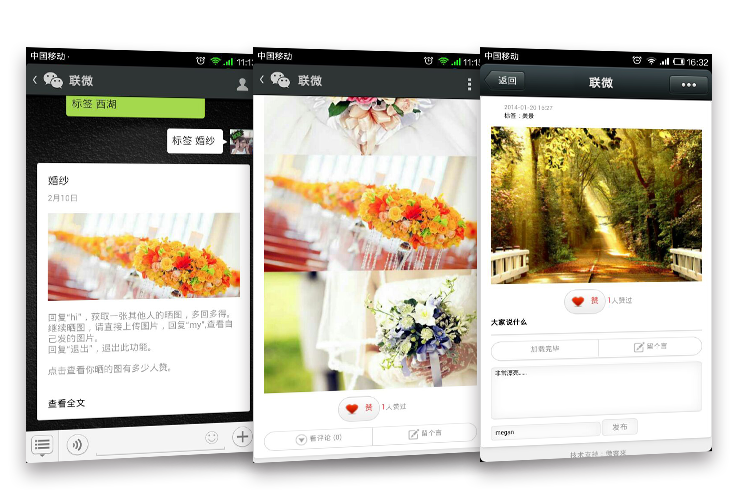 中国移动
11:13
联微
标签 西湖
标签 婚纱
婚纱
2月10日
回复"hi"，获取一张其他人的晒图，多回多得。
继续晒图，请直接上传图片，回复"my",查看自
己发的图片。
回复"退出"，退出此功能。
点击查看你晒的图有多少人赞。
查看全文
中国移动
11:15
联微
赞
1人赞过
看评论 (0)
留个言
中国移动
16:32
返回
联微
2014-01-20 15:27
标签：美景
赞
1人赞过
大家说什么
加载完毕
留个言
非常漂亮.....
megan
发布
技术支持：微客来